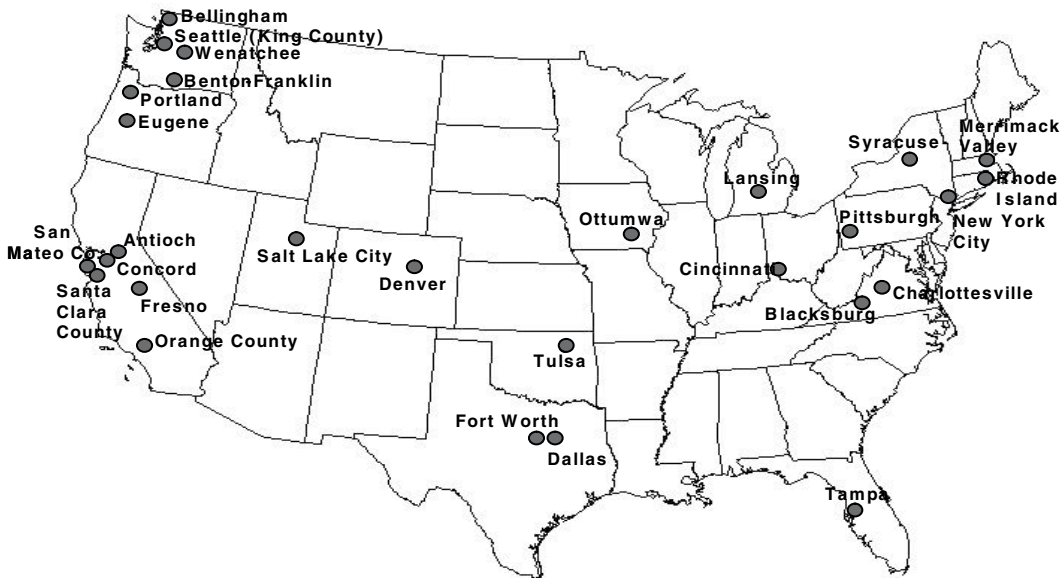 Bellingham
Seattle (King County)
Wenatchee
Benton-Franklin
Portland
Eugene
Merrimack
Valley
Syracuse
Lansing
Rhode
Island
Ottumwa
Pittsburgh
New York
City
San
Mateo Co.
Antioch
Concord
Salt Lake City
Denver
Cincinnati
Santa
Clara
County
Fresno
Charlottesville
Blacksburg
Orange County
Tulsa
Fort Worth
Dallas
Tampa